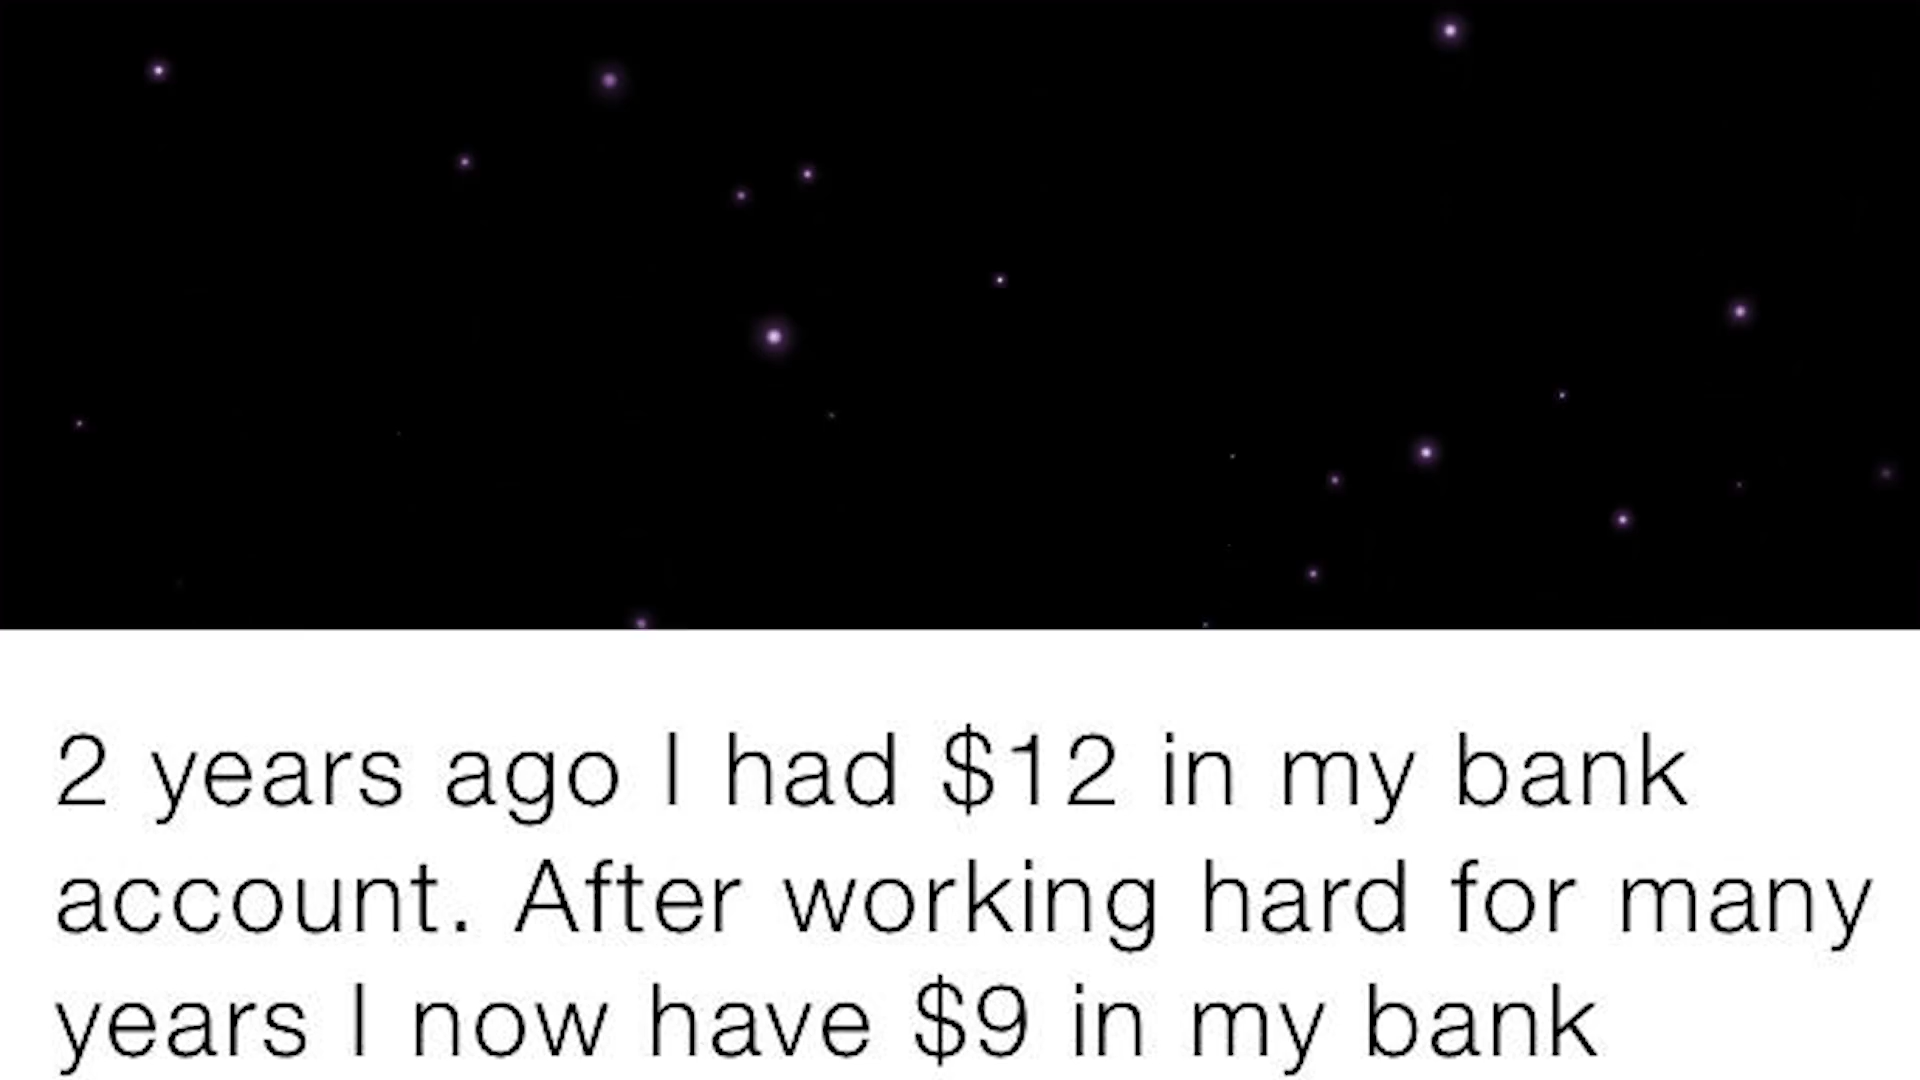 2 years ago I had $12 in my bank
account. After working hard for many
years I now have $9 in my bank